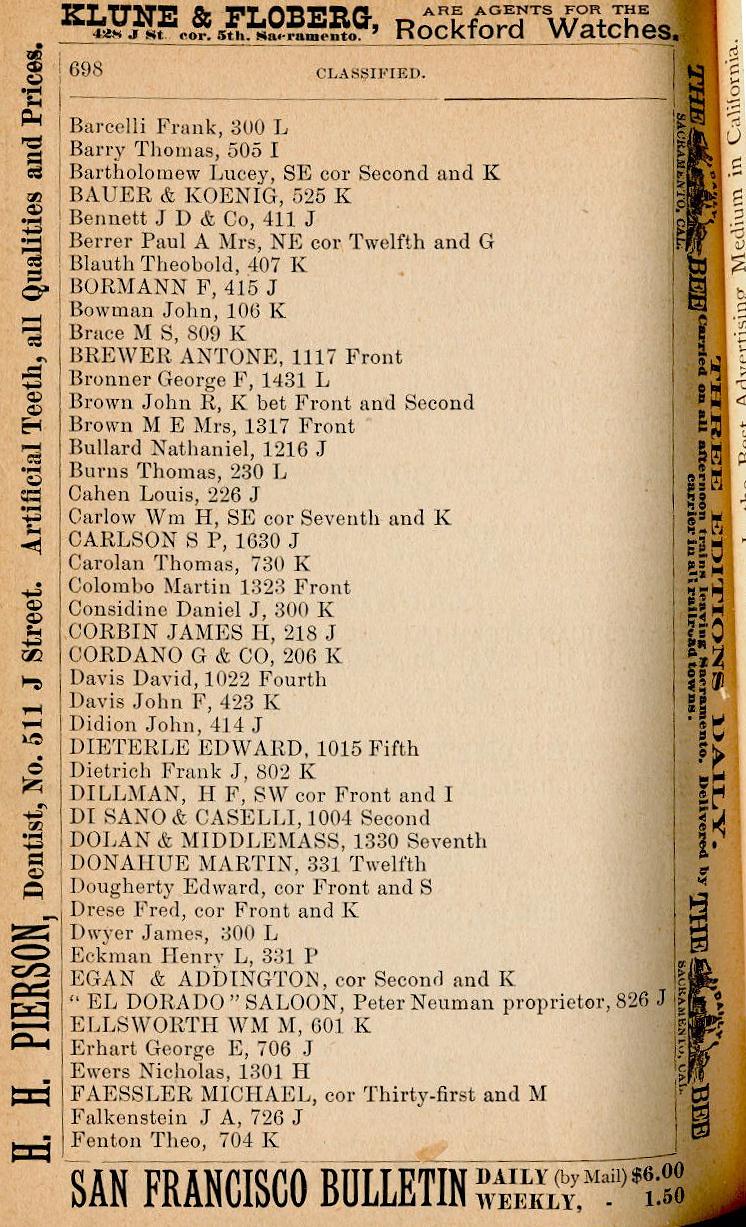 KLUNE & FLOBERG, ARE AGENTS FOR THE
428 J St. cor. 5th. Sacramento. Rockford Watches.
698 CLASSIFIED.
Barcelli Frank, 300 L
Barry Thomas, 505 I
Bartholomew Lucey, SE cor Second and K
BAUER & KOENIG, 525 K
Bennett J D & Co, 411 J
Berrer Paul A Mrs, NE cor Twelfth and G
Blauth Theobold, 407 K
BORMANN F, 415 J
Bowman John, 106 K
Brace M S, 809 K
BREWER ANTONE, 1117 Front
Bronner George F, 1431 L
Brown John R, K bet Front and Second
Brown M E Mrs, 1317 Front
Bullard Nathaniel, 1216 J
Burns Thomas, 230 L
Cahen Louis, 226 J
Carlow Wm H, SE cor Seventh and K
CARLSON S P, 1630 J
Carolan Thomas, 730 K
Colombo Martin 1323 Front
Considine Daniel J, 300 K
CORBIN JAMES H, 218 J
CORDANO G & CO, 206 K
Davis David, 1022 Fourth
Davis John F, 423 K
Didion John, 414 J
DIETERLE EDWARD, 1015 Fifth
Dietrich Frank J, 802 K
DILLMAN, H F, SW cor Front and I
DI SANO & CASELLI, 1004 Second
DOLAN & MIDDLEMASS, 1330 Seventh
DONAHUE MARTIN, 331 Twelfth
Dougherty Edward, cor Front and S
Drese Fred, cor Front and K
Dwyer James, 300 L
Eckman Henry L, 331 P
EGAN & ADDINGTON, cor Second and K
“ EL DORADO ” SALOON, Peter Neuman proprietor, 826 J
ELLSWORTH WM M, 601 K
Erhart George E, 706 J
Ewers Nicholas, 1301 H
FAESSLER MICHAEL, cor Thirty-first and M
Falkenstein J A, 726 J
Fenton Theo, 704 K
SAN FRANCISCO BULLETIN DAILY (by Mail) $6.00
WEEKLY, - 1.50
H. H. PIERSON, Dentist, No. 511 J Street. Artificial Teeth, all Qualities and Prices.
THE DAILY BEE
SACRAMENTO, CAL.
THREE EDITIONS DAILY.
Carried on all afternoon trains leaving Sacramento. Delivered by
carrier in all railroad towns.
THE DAILY BEE
SACRAMENTO, CAL.
Best Advertising Medium in California.